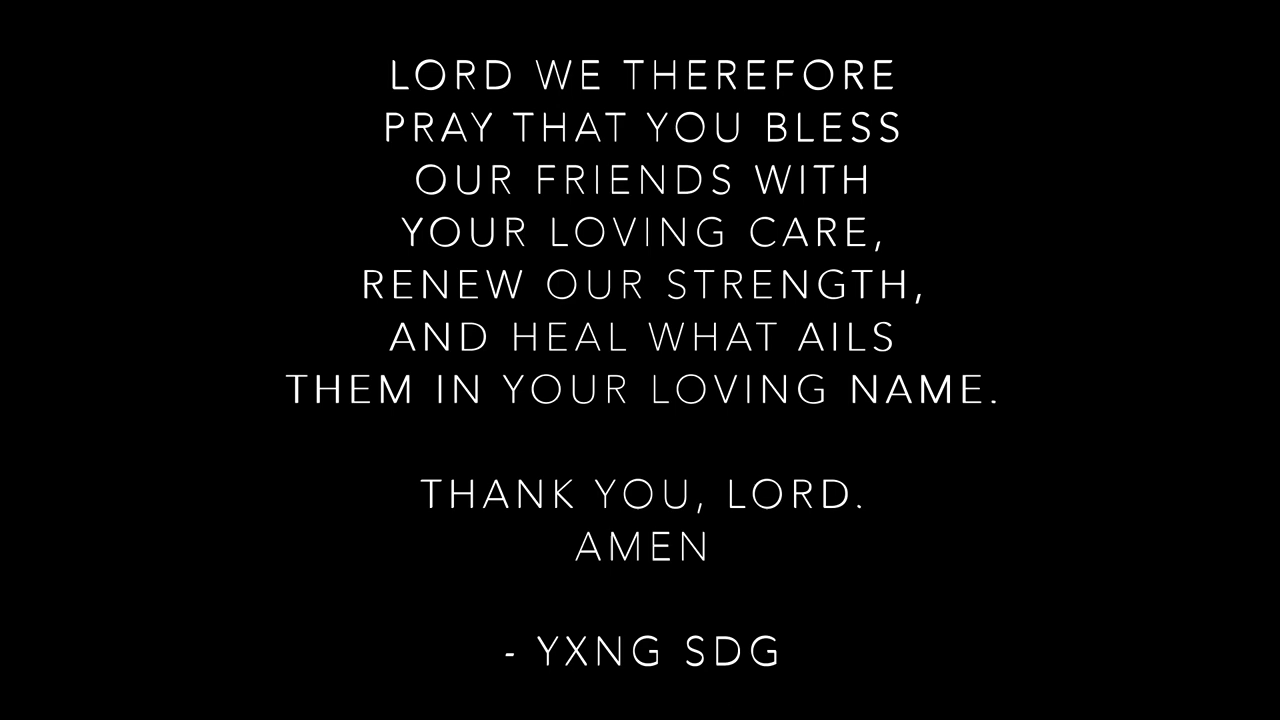 LORD WE THEREFORE
PRAY THAT YOU BLESS
OUR FRIENDS WITH
YOUR LOVING CARE,
RENEW OUR STRENGTH,
AND HEAL WHAT AILS
THEM IN YOUR LOVING NAME.
THANK YOU, LORD.
AMEN
- YXNG SDG